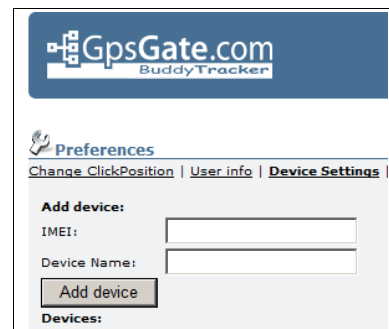 GpsGate.com
BuddyTracker
Preferences
Change ClickPosition | User info | Device Settings |
Add device:
IMEI:
Device Name:
Add device
Devices: